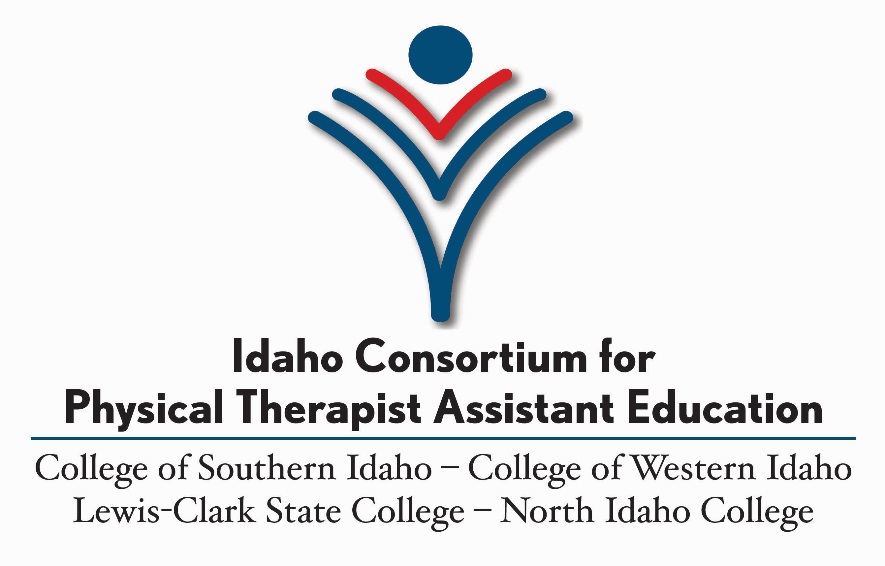 Idaho Consortium for
Physical Therapist Assistant Education
College of Southern Idaho – College of Western Idaho
Lewis-Clark State College – North Idaho College